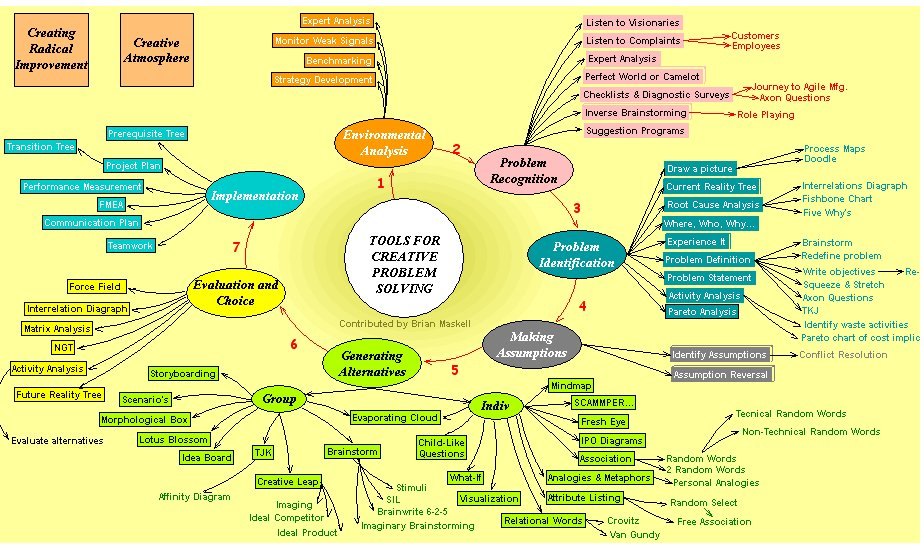 Creating
Radical
Improvement
Creative
Atmosphere
Expert Analysis
Monitor Weak Signals
Benchmarking
Strategy Development
Environmental
Analysis
1
2
Listen to Visionaries
Listen to Complaints
Customers
Employees
Expert Analysis
Perfect World or Camelot
Checklists & Diagnostic Surveys
Journey to Agile Mfg.
Axon Questions
Inverse Brainstorming
Role Playing
Suggestion Programs
Problem
Recognition
3
Prerequisite Tree
Transition Tree
Project Plan
Performance Measurement
FMEA
Communication Plan
Teamwork
Implementation
7
TOOLS FOR
CREATIVE
PROBLEM
SOLVING
Contributed by Brian Maskell
Problem
Identification
Draw a picture
Process Maps
Doodle
Current Reality Tree
Root Cause Analysis
Interrelations Diagraph
Fishbone Chart
Five Why's
Where, Who, Why...
Experience It
Problem Definition
Brainstorm
Redefine problem
Write objectives
Re-
Squeeze & Stretch
Axon Questions
TKJ
Problem Statement
Activity Analysis
Identify waste activities
Pareto Analysis
Pareto chart of cost implic
4
Evaluation and
Choice
Force Field
Interrelation Diagraph
Matrix Analysis
NGT
Activity Analysis
Future Reality Tree
Evaluate alternatives
6
Making
Assumptions
Identify Assumptions
Conflict Resolution
Assumption Reversal
5
Generating
Alternatives
Group
Storyboarding
Scenario's
Morphological Box
Lotus Blossom
Idea Board
TJK
Affinity Diagram
Creative Leap
Imaging
Ideal Competitor
Ideal Product
Brainstorm
Stimuli
SIL
Brainwrite 6-2-5
Imaginary Brainstorming
Evaporating Cloud
Indiv
Mindmap
SCAMMPER...
Fresh Eye
IPO Diagrams
Association
Random Words
Tecnical Random Words
Non-Technical Random Words
2 Random Words
Personal Analogies
Analogies & Metaphors
Attribute Listing
Random Select
Free Association
Relational Words
Crovitz
Van Gundy
Child-Like
Questions
What-If
Visualization